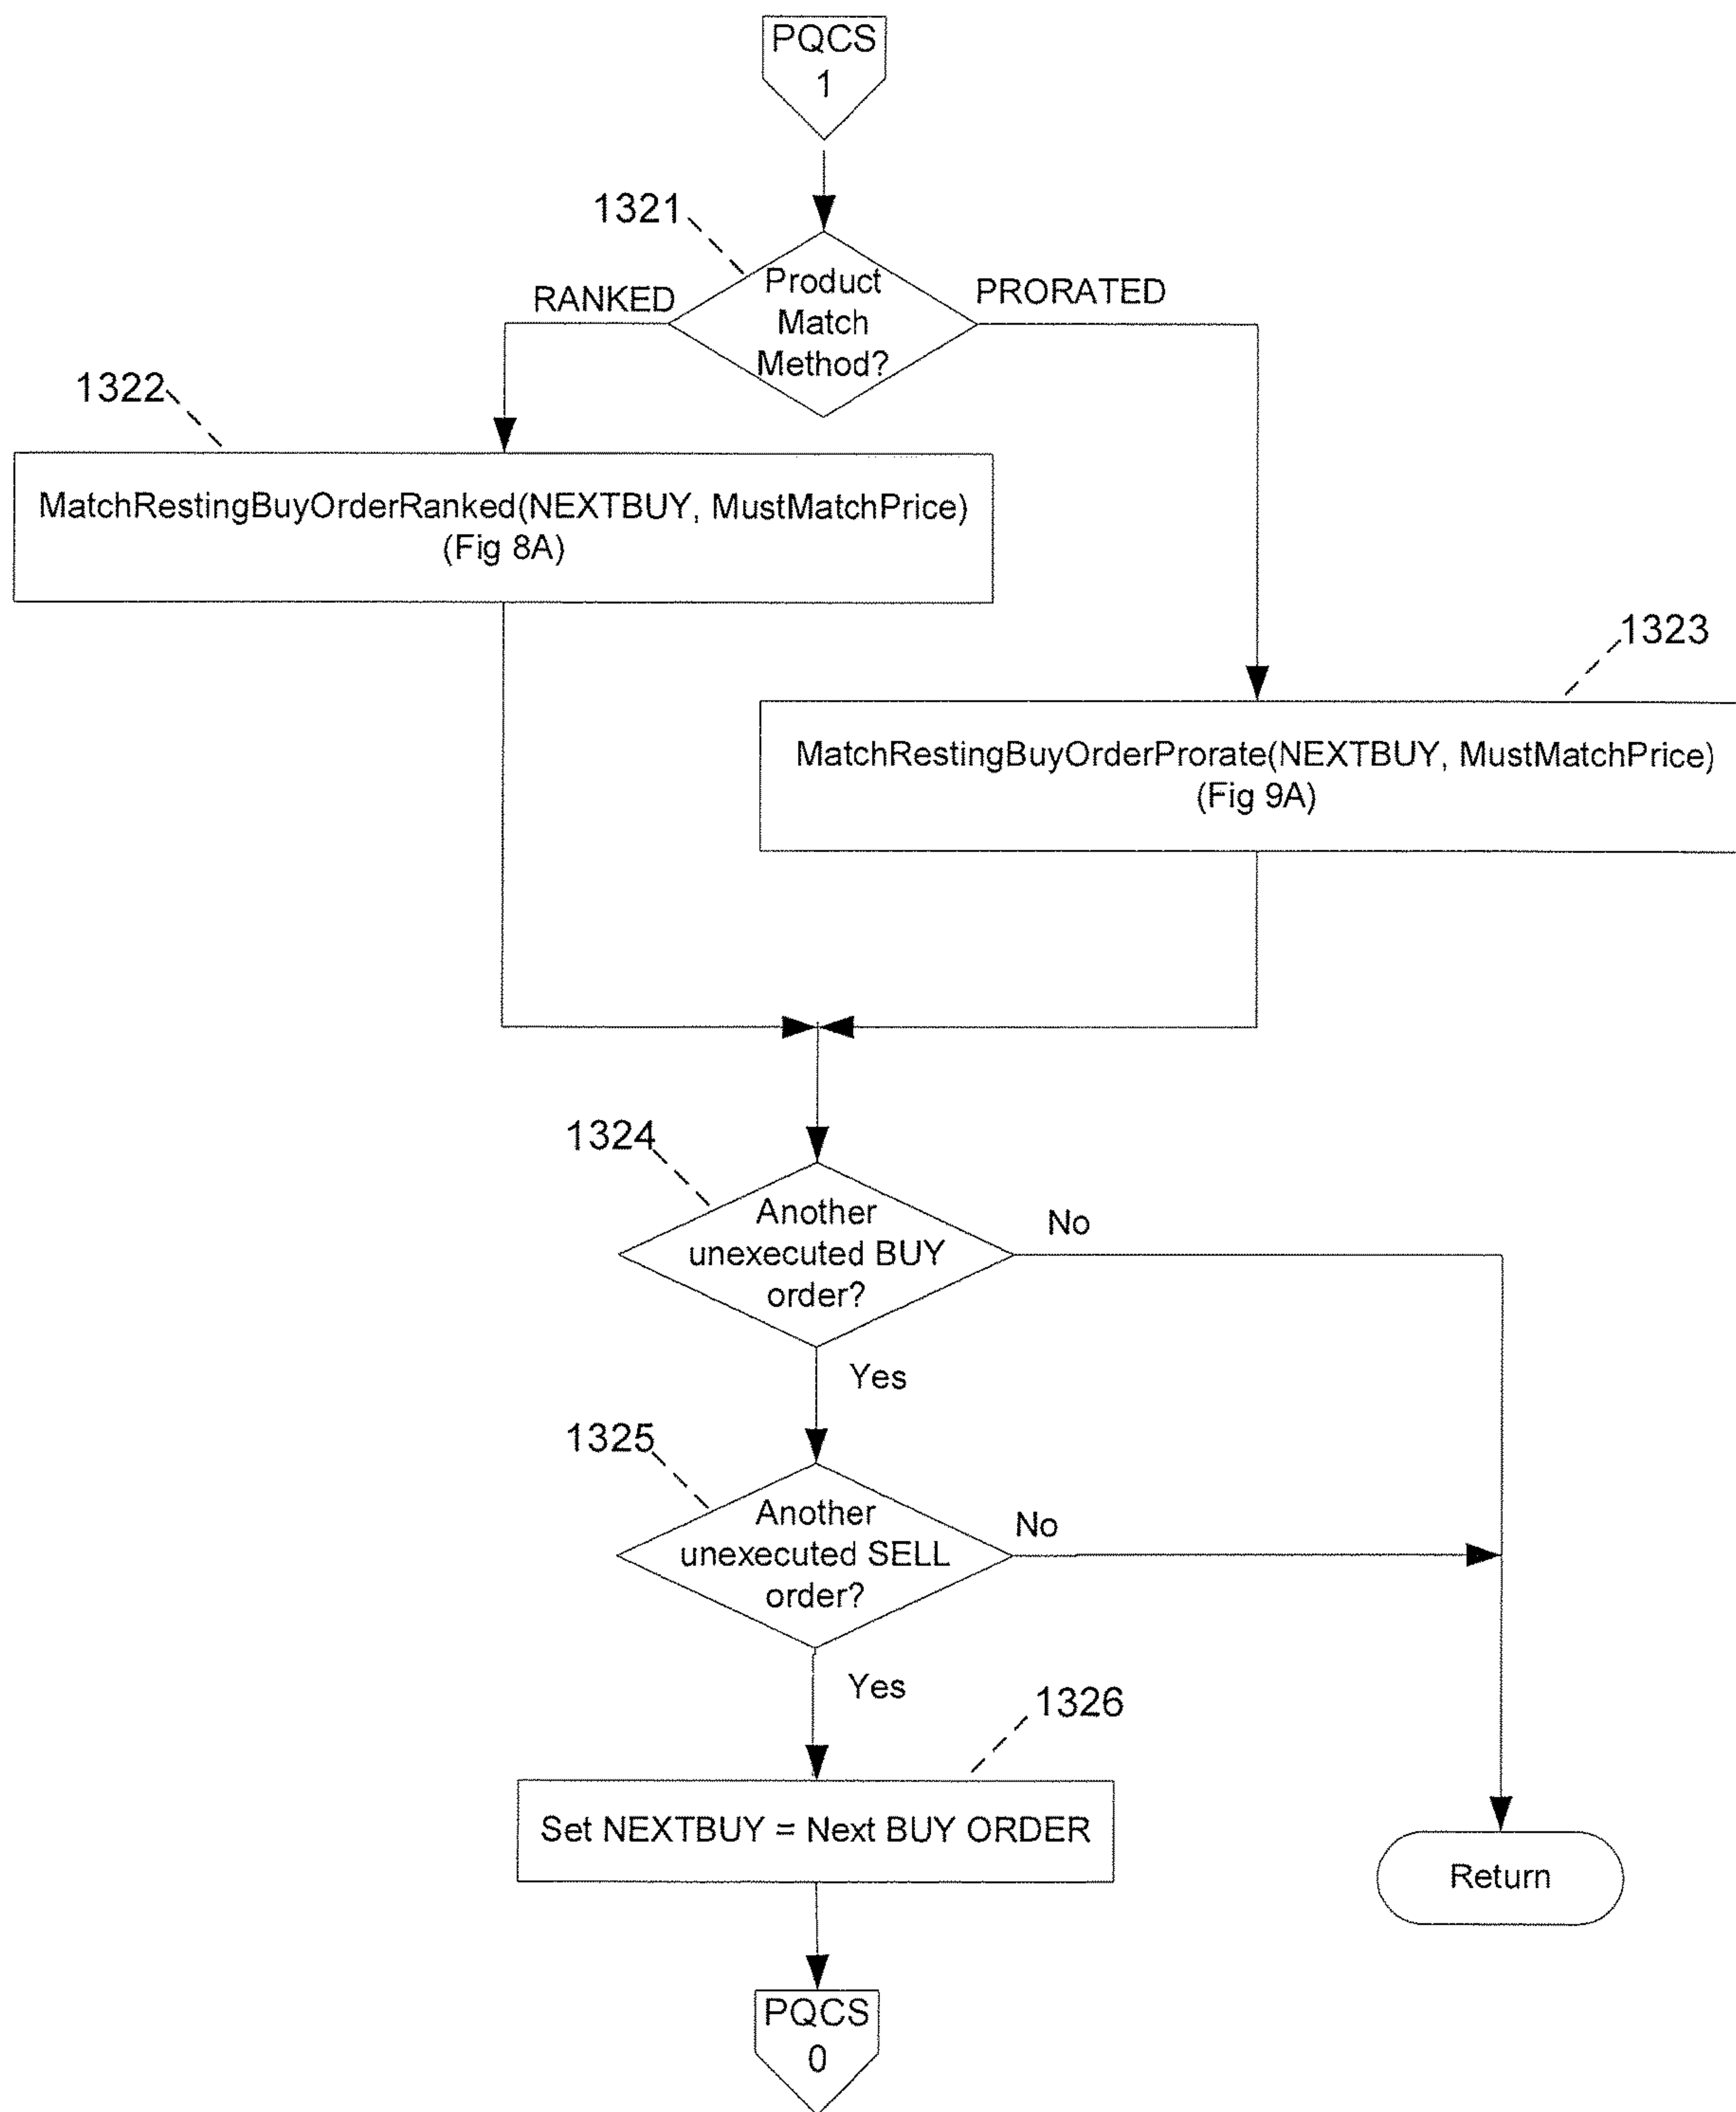 PQCS
1
1321
Product
Match
Method?
RANKED
PRORATED
1322
MatchRestingBuyOrderRanked(NEXTBUY, MustMatchPrice)
(Fig 8A)
1323
MatchRestingBuyOrderProrate(NEXTBUY, MustMatchPrice)
(Fig 9A)
1324
Another
unexecuted BUY
order?
No
Yes
1325
Another
unexecuted SELL
order?
No
Yes
1326
Set NEXTBUY = Next BUY ORDER
Return
PQCS
0